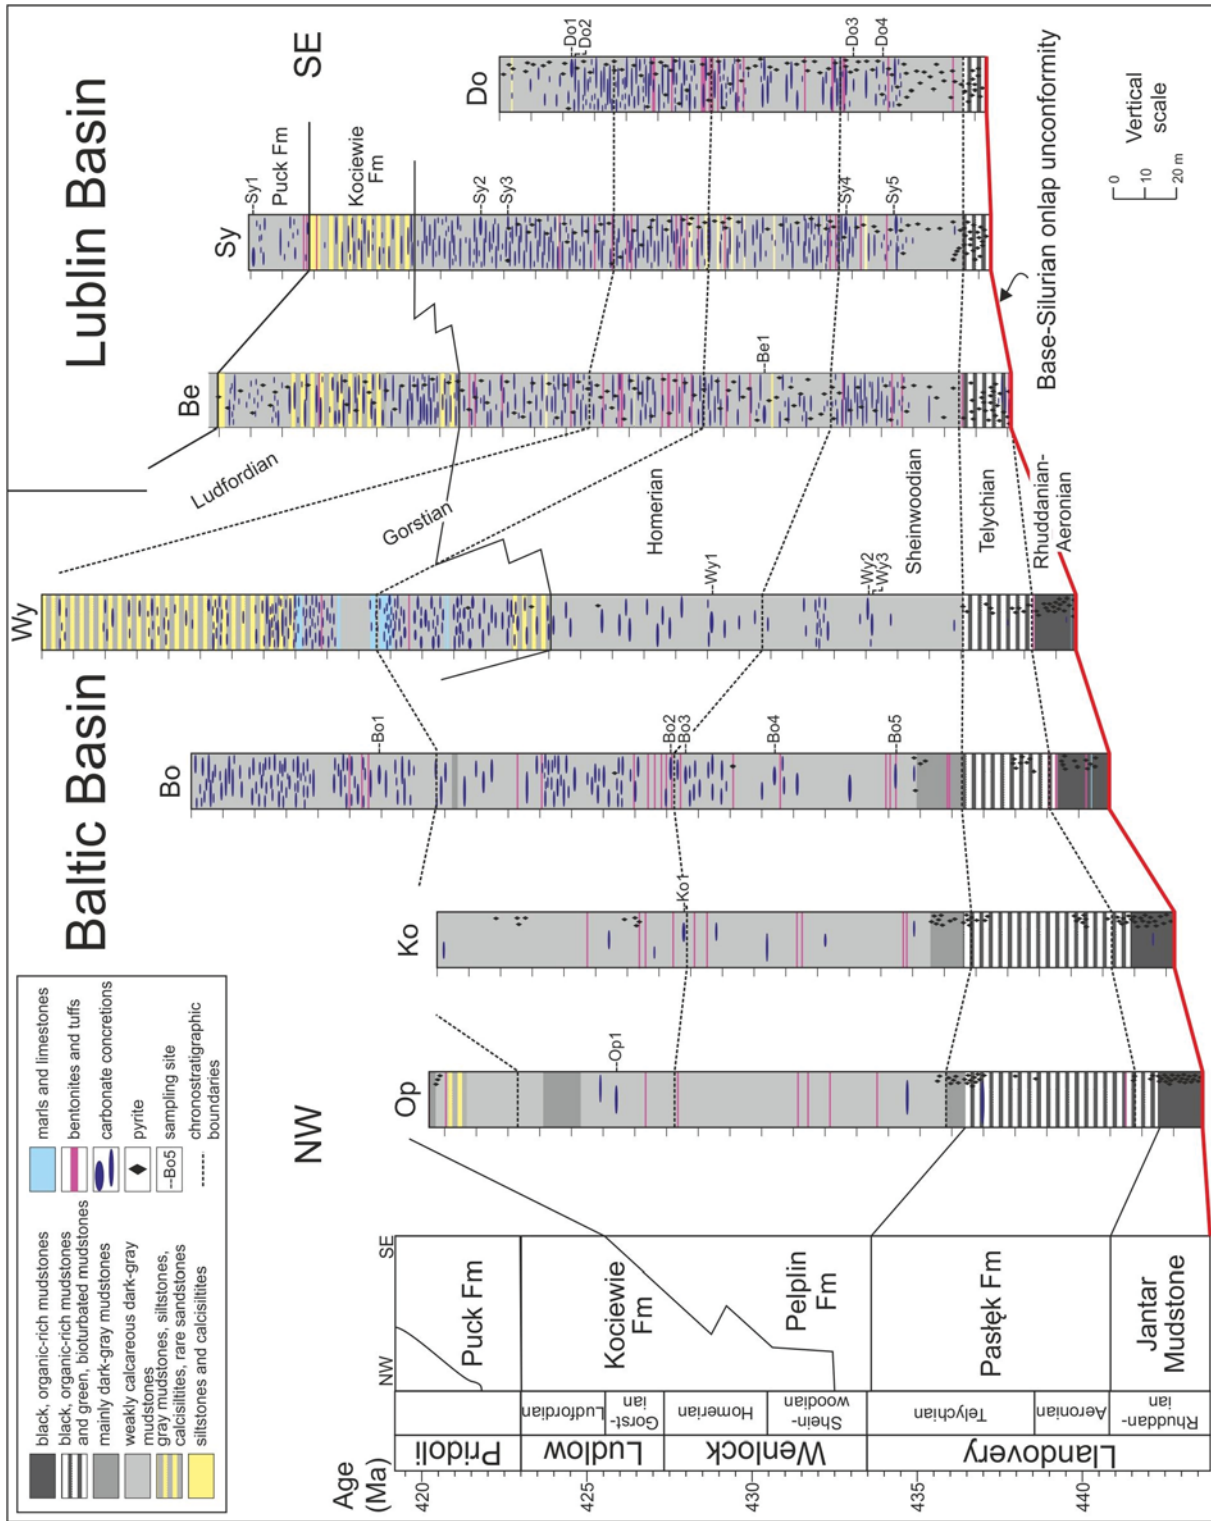 Baltic Basin
Lublin Basin
NW
SE
black, organic-rich mudstones
black, organic-rich mudstones
and green, bioturbated mudstones
mainly dark-gray mudstones
weakly calcareous dark-gray
mudstones
gray mudstones, siltstones,
calcisiltites, rare sandstones
siltstones and calcisiltites
marls and limestones
bentonites and tuffs
carbonate concretions
pyrite
--Bo5
sampling site
chronostratigraphic
boundaries
Age
(Ma)
420
425
430
435
440
Pridoli
Ludlow
Wenlock
Llandovery
Ludfordian
Gorst-
ian
Homerian
Shein-
woodian
Telychian
Aeronian
Rhuddan-
ian
NW
SE
Puck Fm
Kociewie
Fm
Pelplin
Fm
Pasłęk Fm
Jantar
Mudstone
Op
Op1
Ko
Ko1
Bo
Bo1
Bo2
Bo3
Bo4
Bo5
Wy
Wy1
Wy2
Wy3
Ludfordian
Gorstian
Homerian
Sheinwoodian
Telychian
Rhuddanian-
Aeronian
Be
Be1
Sy
Sy1
Puck Fm
Kociewie
Fm
Sy2
Sy3
Sy4
Sy5
Do
Do1
Do2
Do3
Do4
Base-Silurian onlap unconformity
0
10
20 m
Vertical
scale